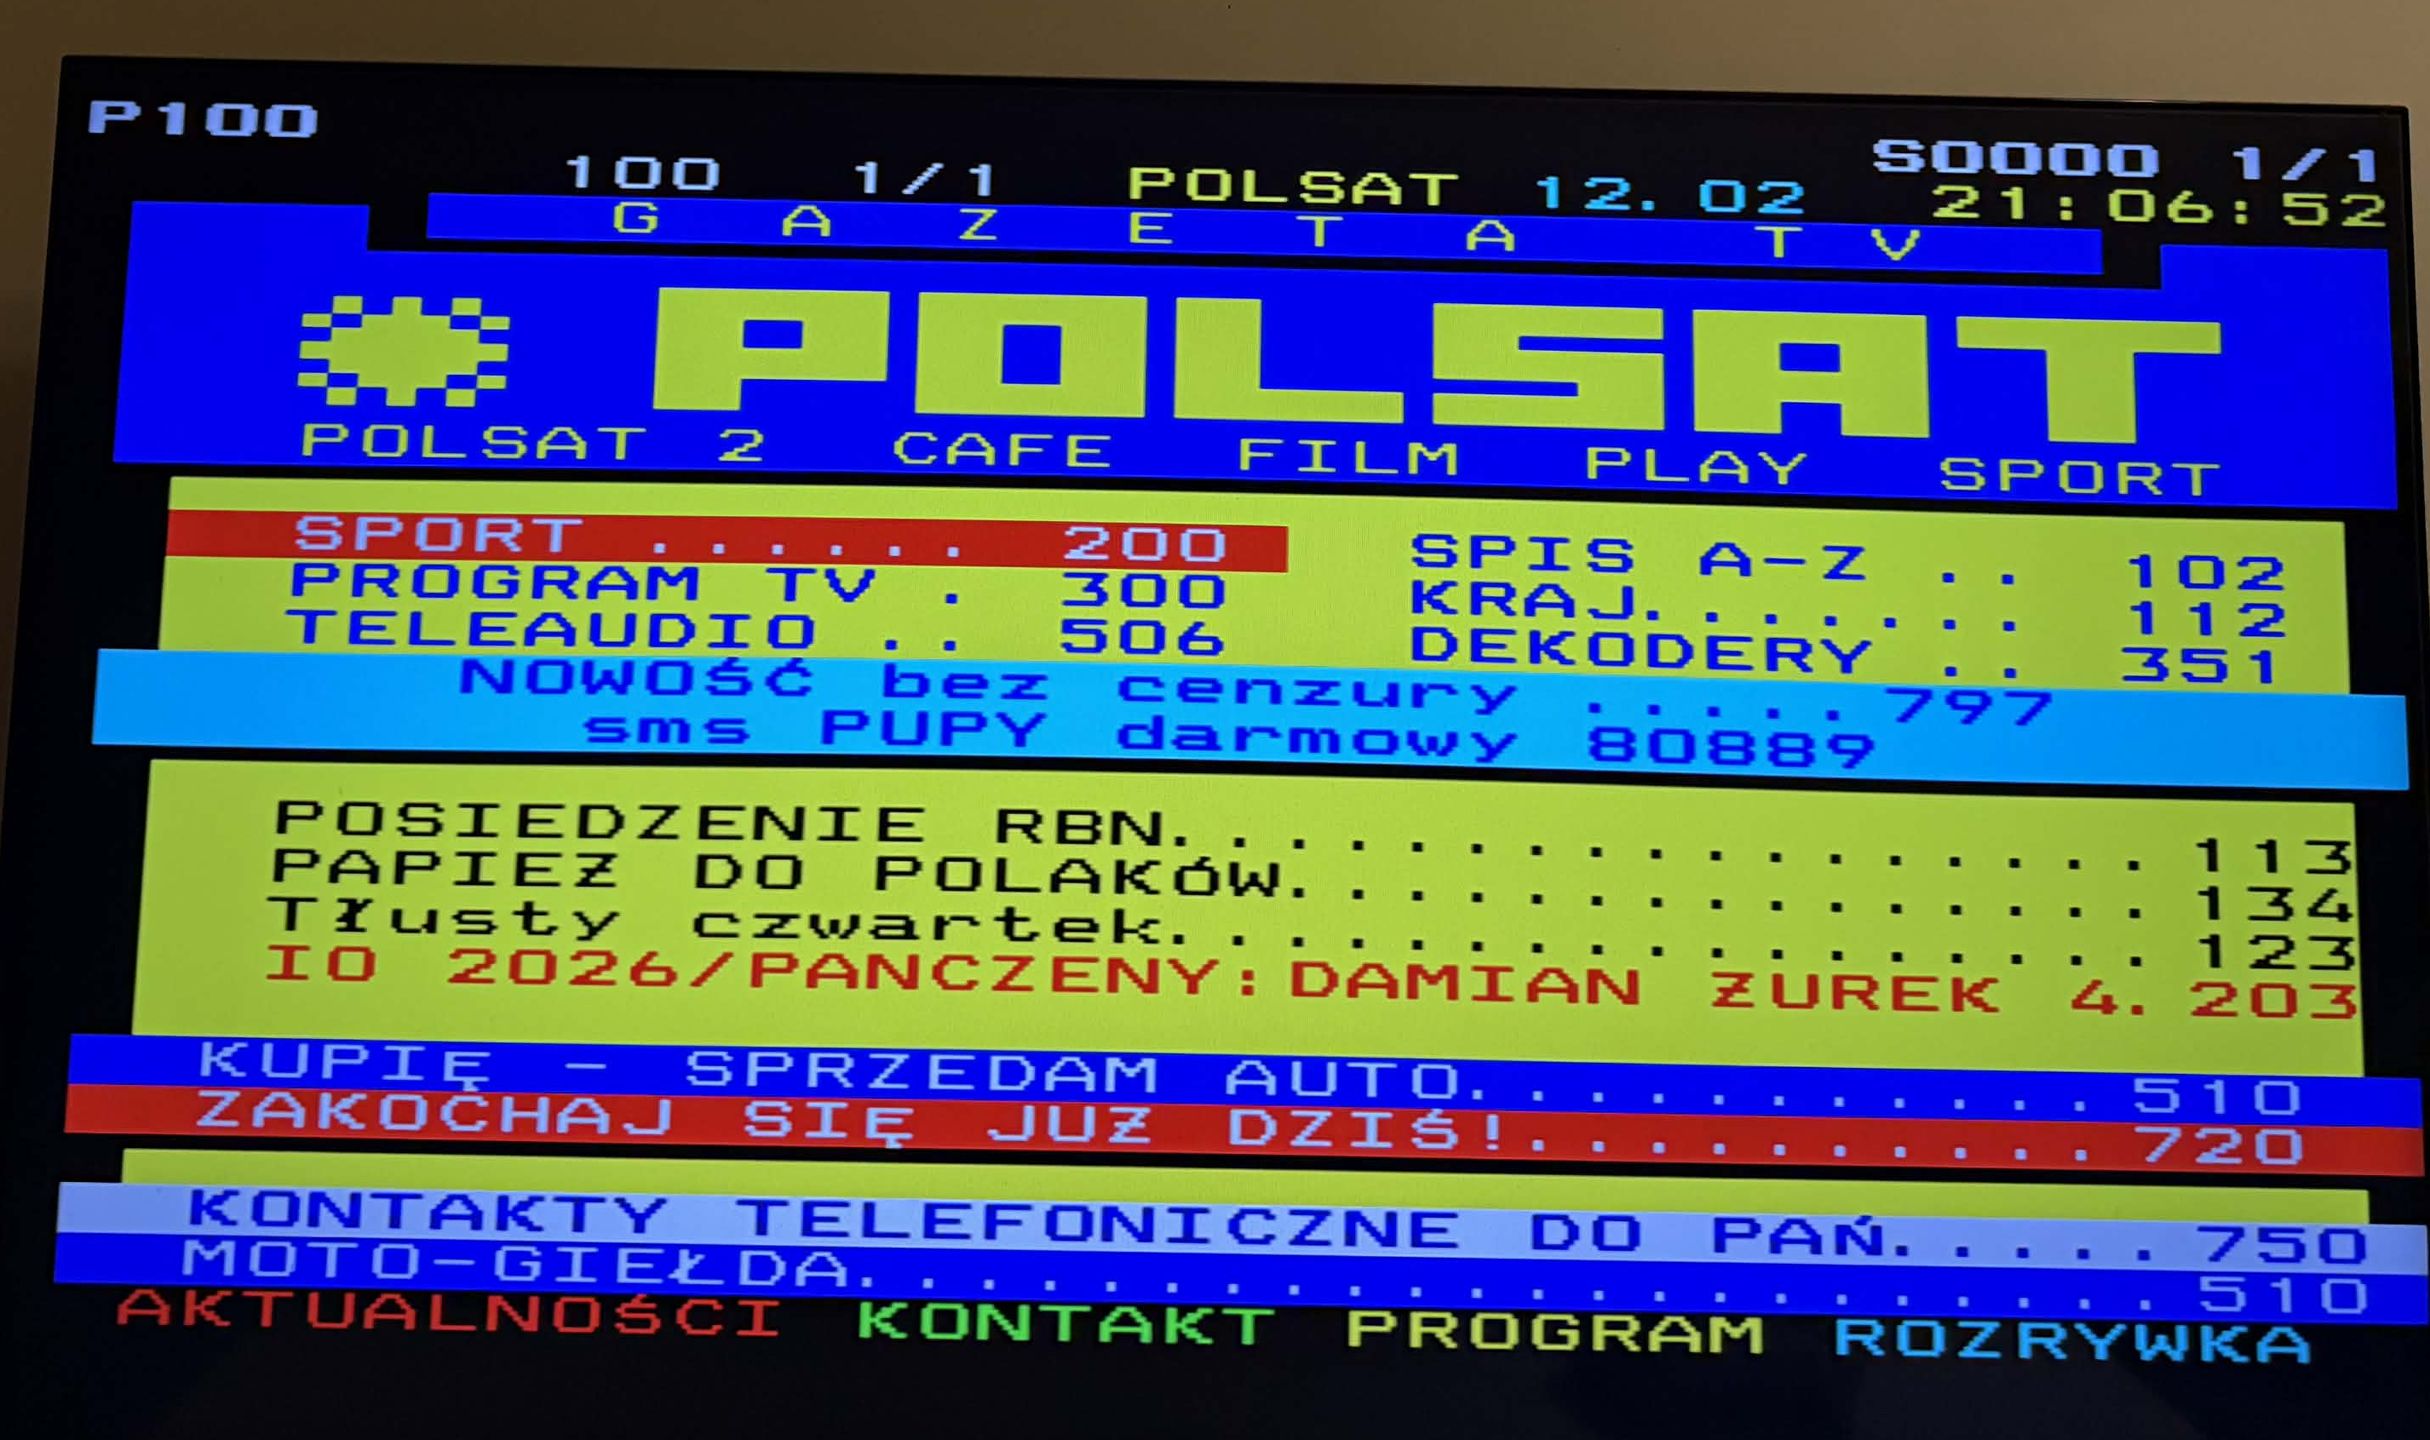 P100
S0000 1/1
100 1/1 POLSAT 12.02 21:06:52
GAZETA TV
POLSAT
POLSAT 2 CAFE FILM PLAY SPORT
SPORT ...... 200 SPIS A-Z .. 102
PROGRAM TV . 300 KRAJ....... 112
TELEAUDIO .. 506 DEKODERY .. 351
NOWOŚĆ bez cenzury .....797
sms PUPY darmowy 80889
POSIEDZENIE RBN.................113
PAPIEŻ DO POLAKÓW...............134
Tłusty czwartek.................123
IO 2026/PANCZENY:DAMIAN ŻUREK 4.203
KUPIĘ - SPRZEDAM AUTO...........510
ZAKOCHAJ SIĘ JUŻ DZIŚ!..........720
KONTAKTY TELEFONICZNE DO PAŃ.....750
MOTO-GIEŁDA......................510
AKTUALNOŚCI KONTAKT PROGRAM ROZRYWKA